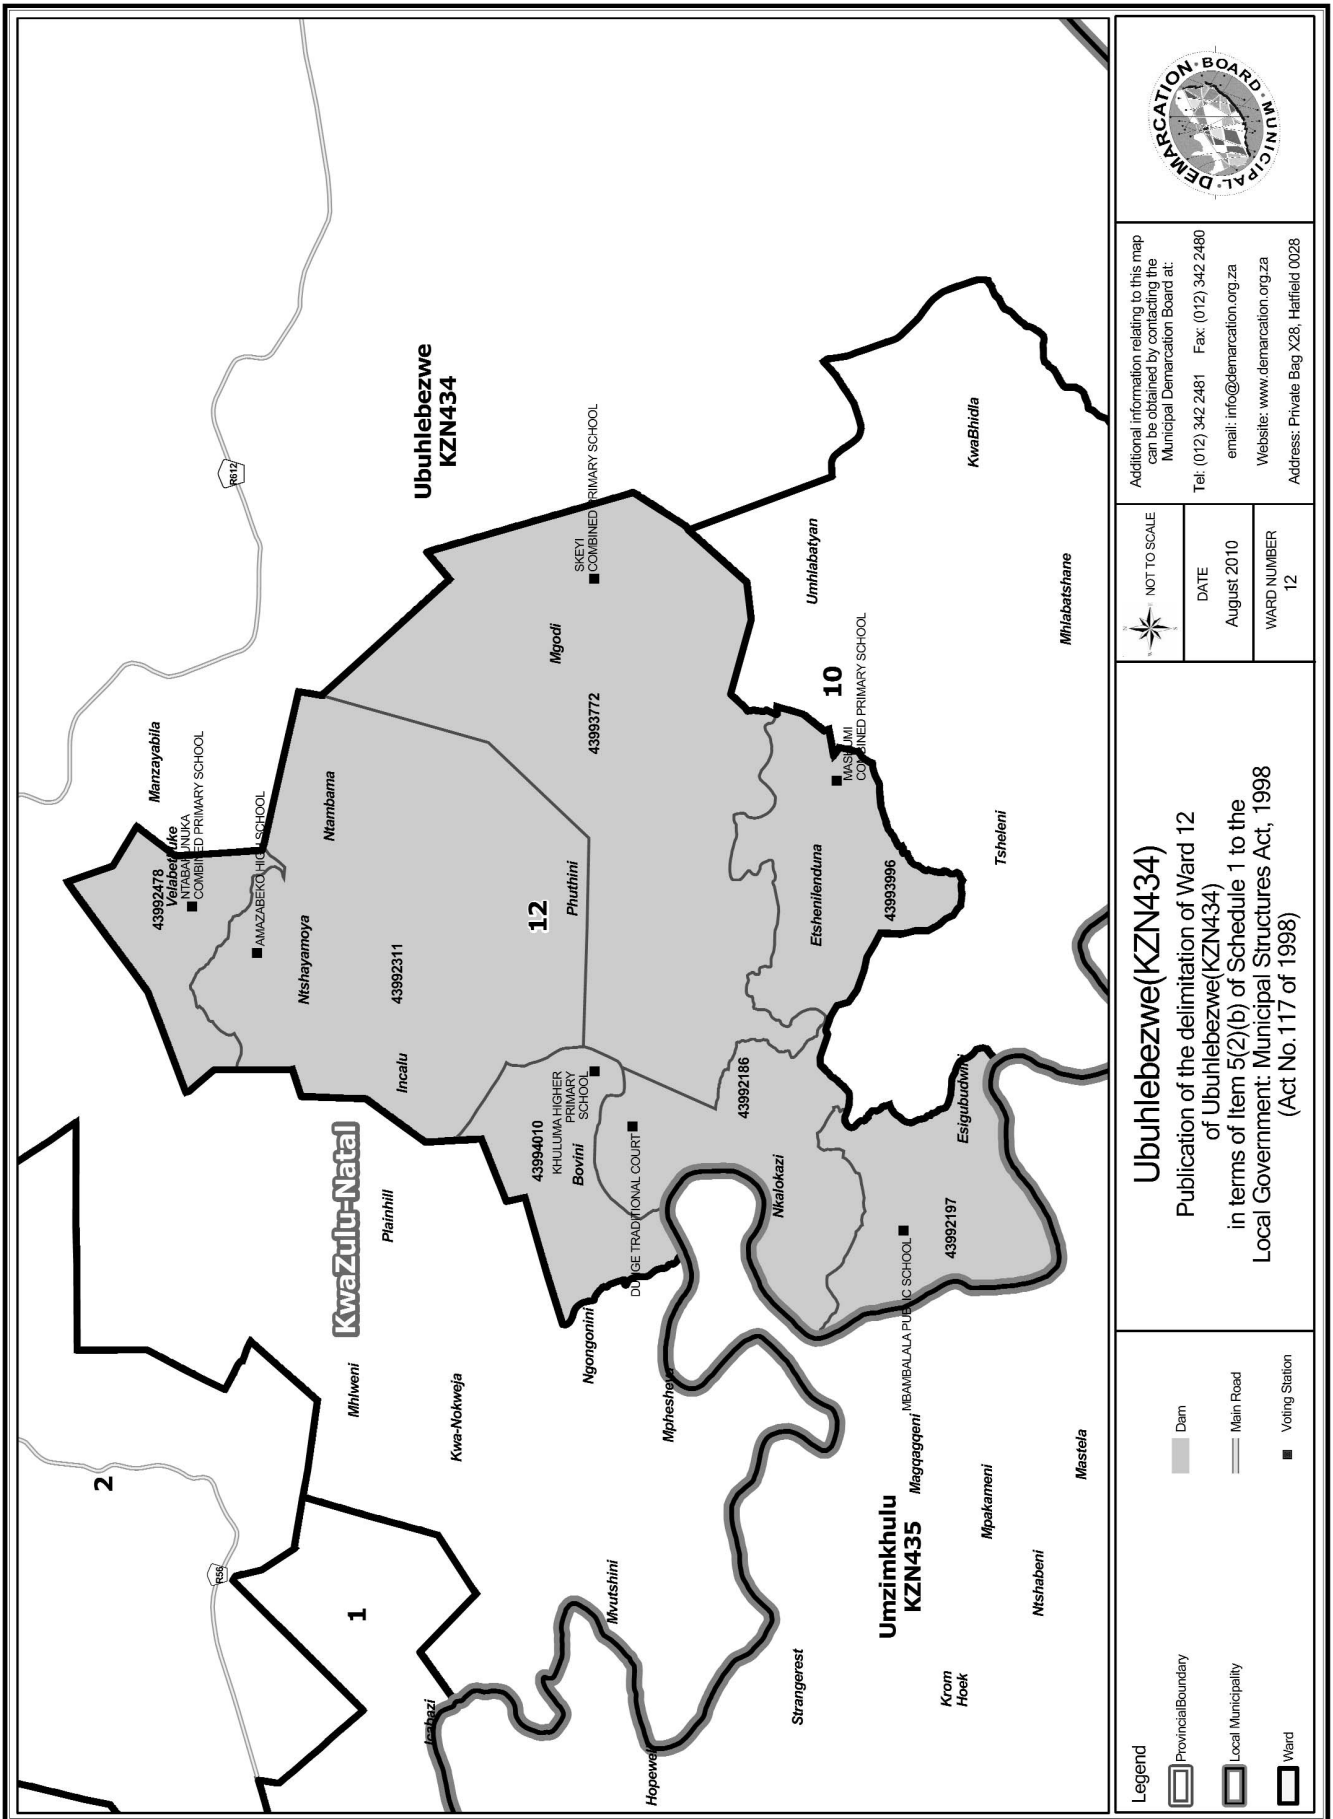 2
R56
1
Mhlweni
KwaZulu-Natal
Plainhill
Kwa-Nokweja
Ngongonini
Mvutshini
Hopewell
Strangerest
Umzimkhulu
KZN435
Krom
Hoek
Magqagqeni
Mpakameni
Ntshabeni
Mastela
MBAMBALALA PUBLIC SCHOOL
43992197
Nkalokazi
43992186
DUNGE TRADITIONAL COURT
43994010
KHULUMA HIGHER
PRIMARY
SCHOOL
Bovini
Incalu
43992311
Ntshayamoya
AMAZABEKO HIGH SCHOOL
43992478
NTABAKUNUKA
COMBINED PRIMARY SCHOOL
Manzayabila
Ntambama
12
Phuthini
43993772
Mgodi
SKEYI
COMBINED PRIMARY SCHOOL
R612
Ubuhlebezwe
KZN434
Etshenilenduna
43993996
Tsheleni
10
COMBINED PRIMARY SCHOOL
Umhlabatyan
KwaBhidla
Mhlabatshane
Legend
ProvincialBoundary
Local Municipality
Ward
Dam
Main Road
Voting Station
Ubuhlebezwe(KZN434)
Publication of the delimitation of Ward 12
of Ubuhlebezwe(KZN434)
in terms of Item 5(2)(b) of Schedule 1 to the
Local Government: Municipal Structures Act, 1998
(Act No.117 of 1998)
NOT TO SCALE
DATE
August 2010
WARD NUMBER
12
Additional information relating to this map
can be obtained by contacting the
Municipal Demarcation Board at:
Tel: (012) 342 2481 Fax: (012) 342 2480
email: info@demarcation.org.za
Website: www.demarcation.org.za
Address: Private Bag X28, Hatfield 0028
MUNICIPAL DEMARCATION BOARD